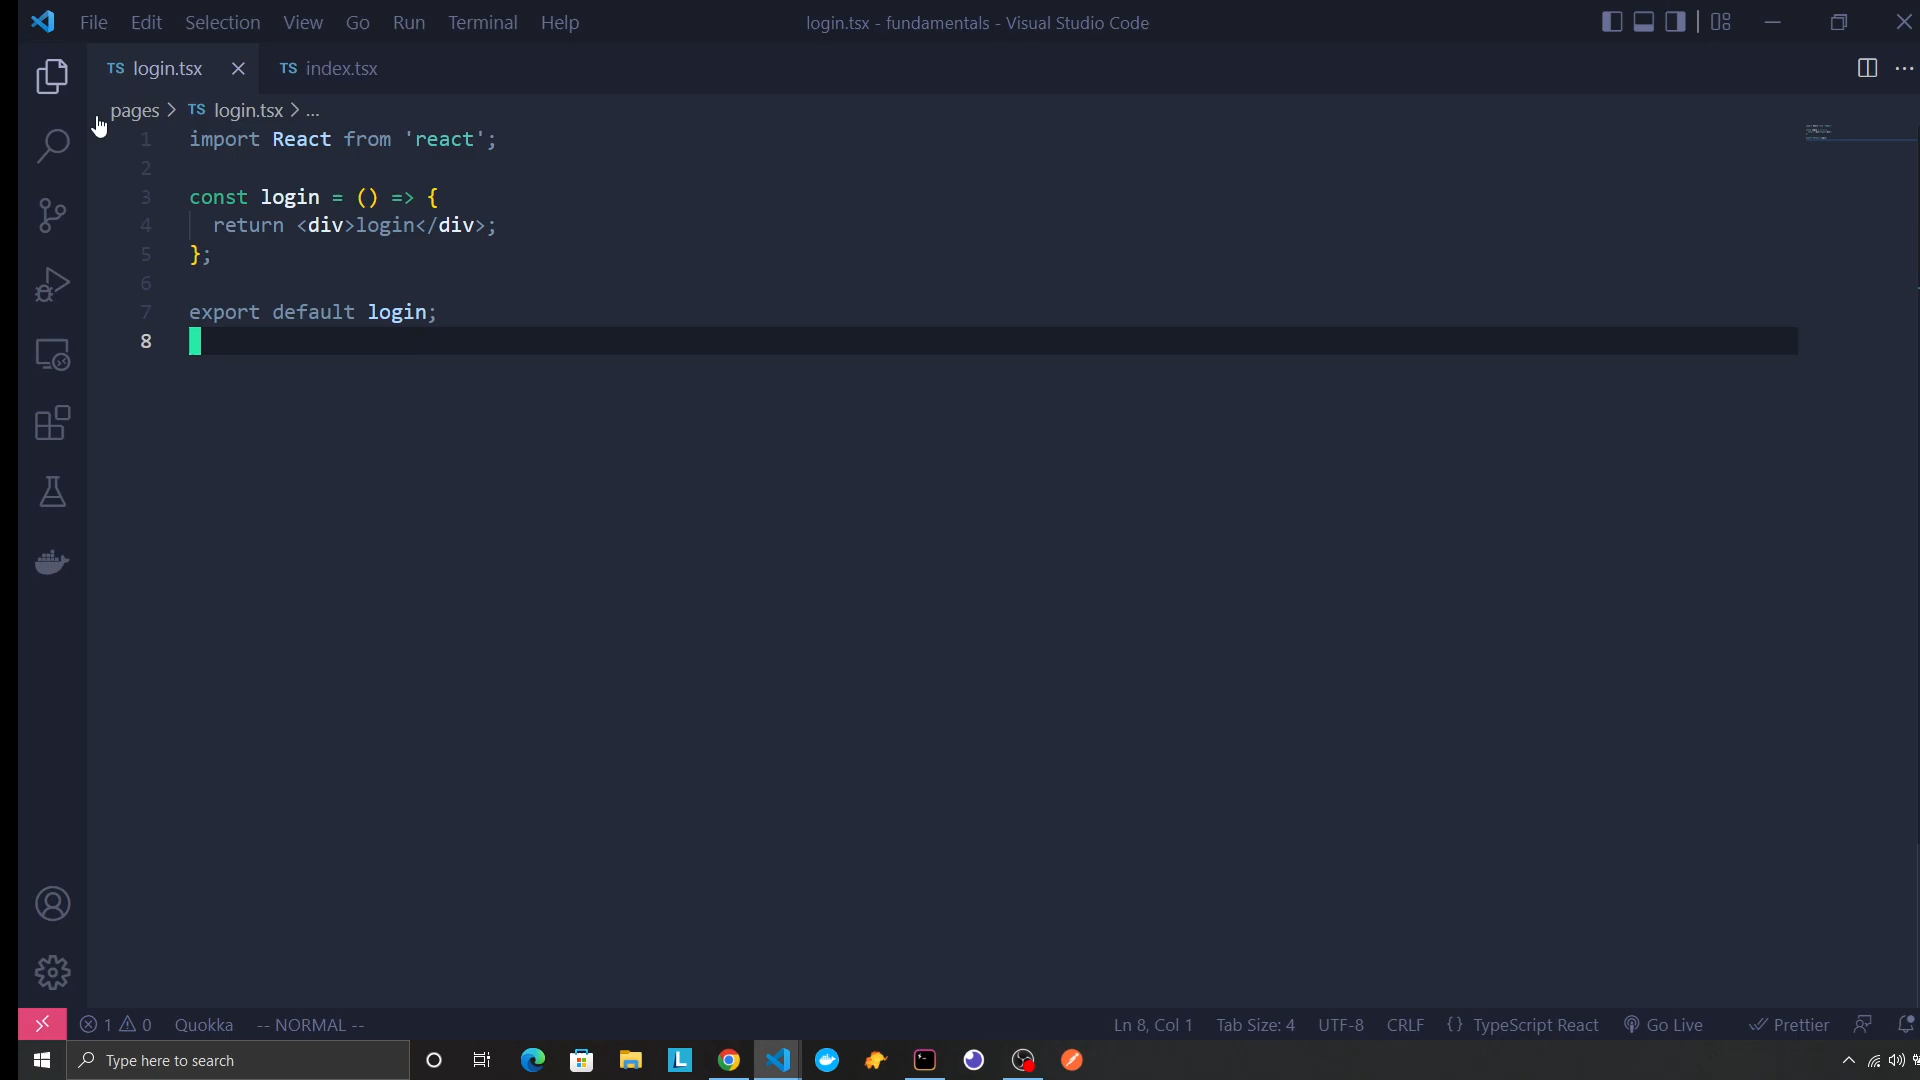 File Edit Selection View Go Run Terminal Help login.tsx - fundamentals - Visual Studio Code
TS login.tsx TS index.tsx
pages > TS login.tsx > ...
1 import React from 'react';
2
3 const login = () => {
4 return <div>login</div>;
5 };
6
7 export default login;
8
1 0 Quokka -- NORMAL -- Ln 8, Col 1 Tab Size: 4 UTF-8 CRLF {} TypeScript React Go Live Prettier
Type here to search L